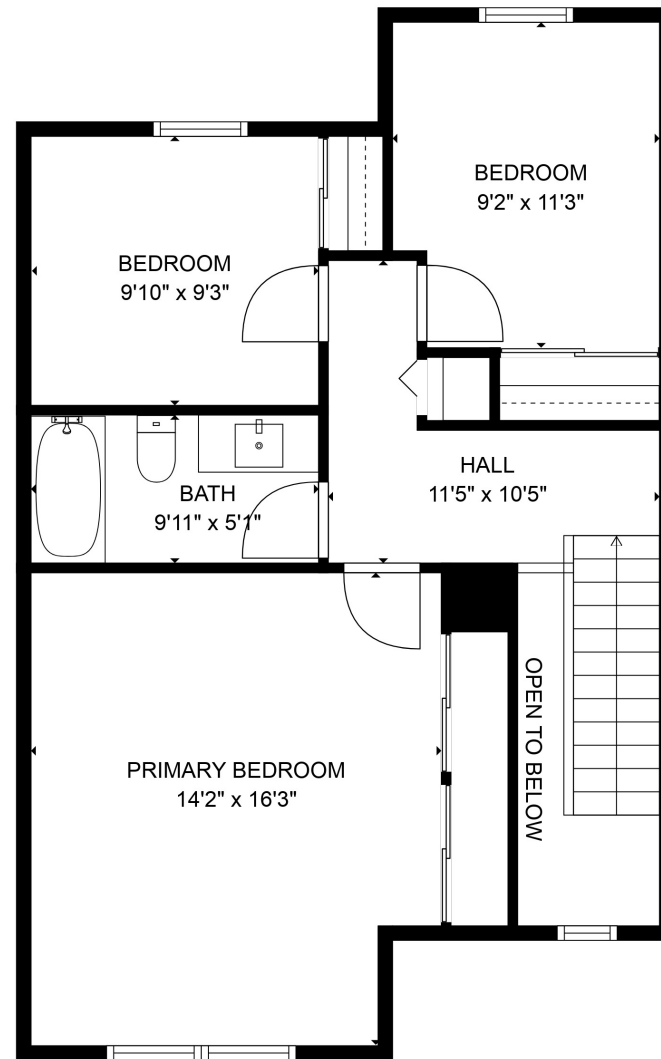 BEDROOM
9'2" x 11'3"
BEDROOM
9'10" x 9'3"
HALL
11'5" x 10'5"
BATH
9'11" x 5'1"
OPEN TO BELOW
PRIMARY BEDROOM
14'2" x 16'3"